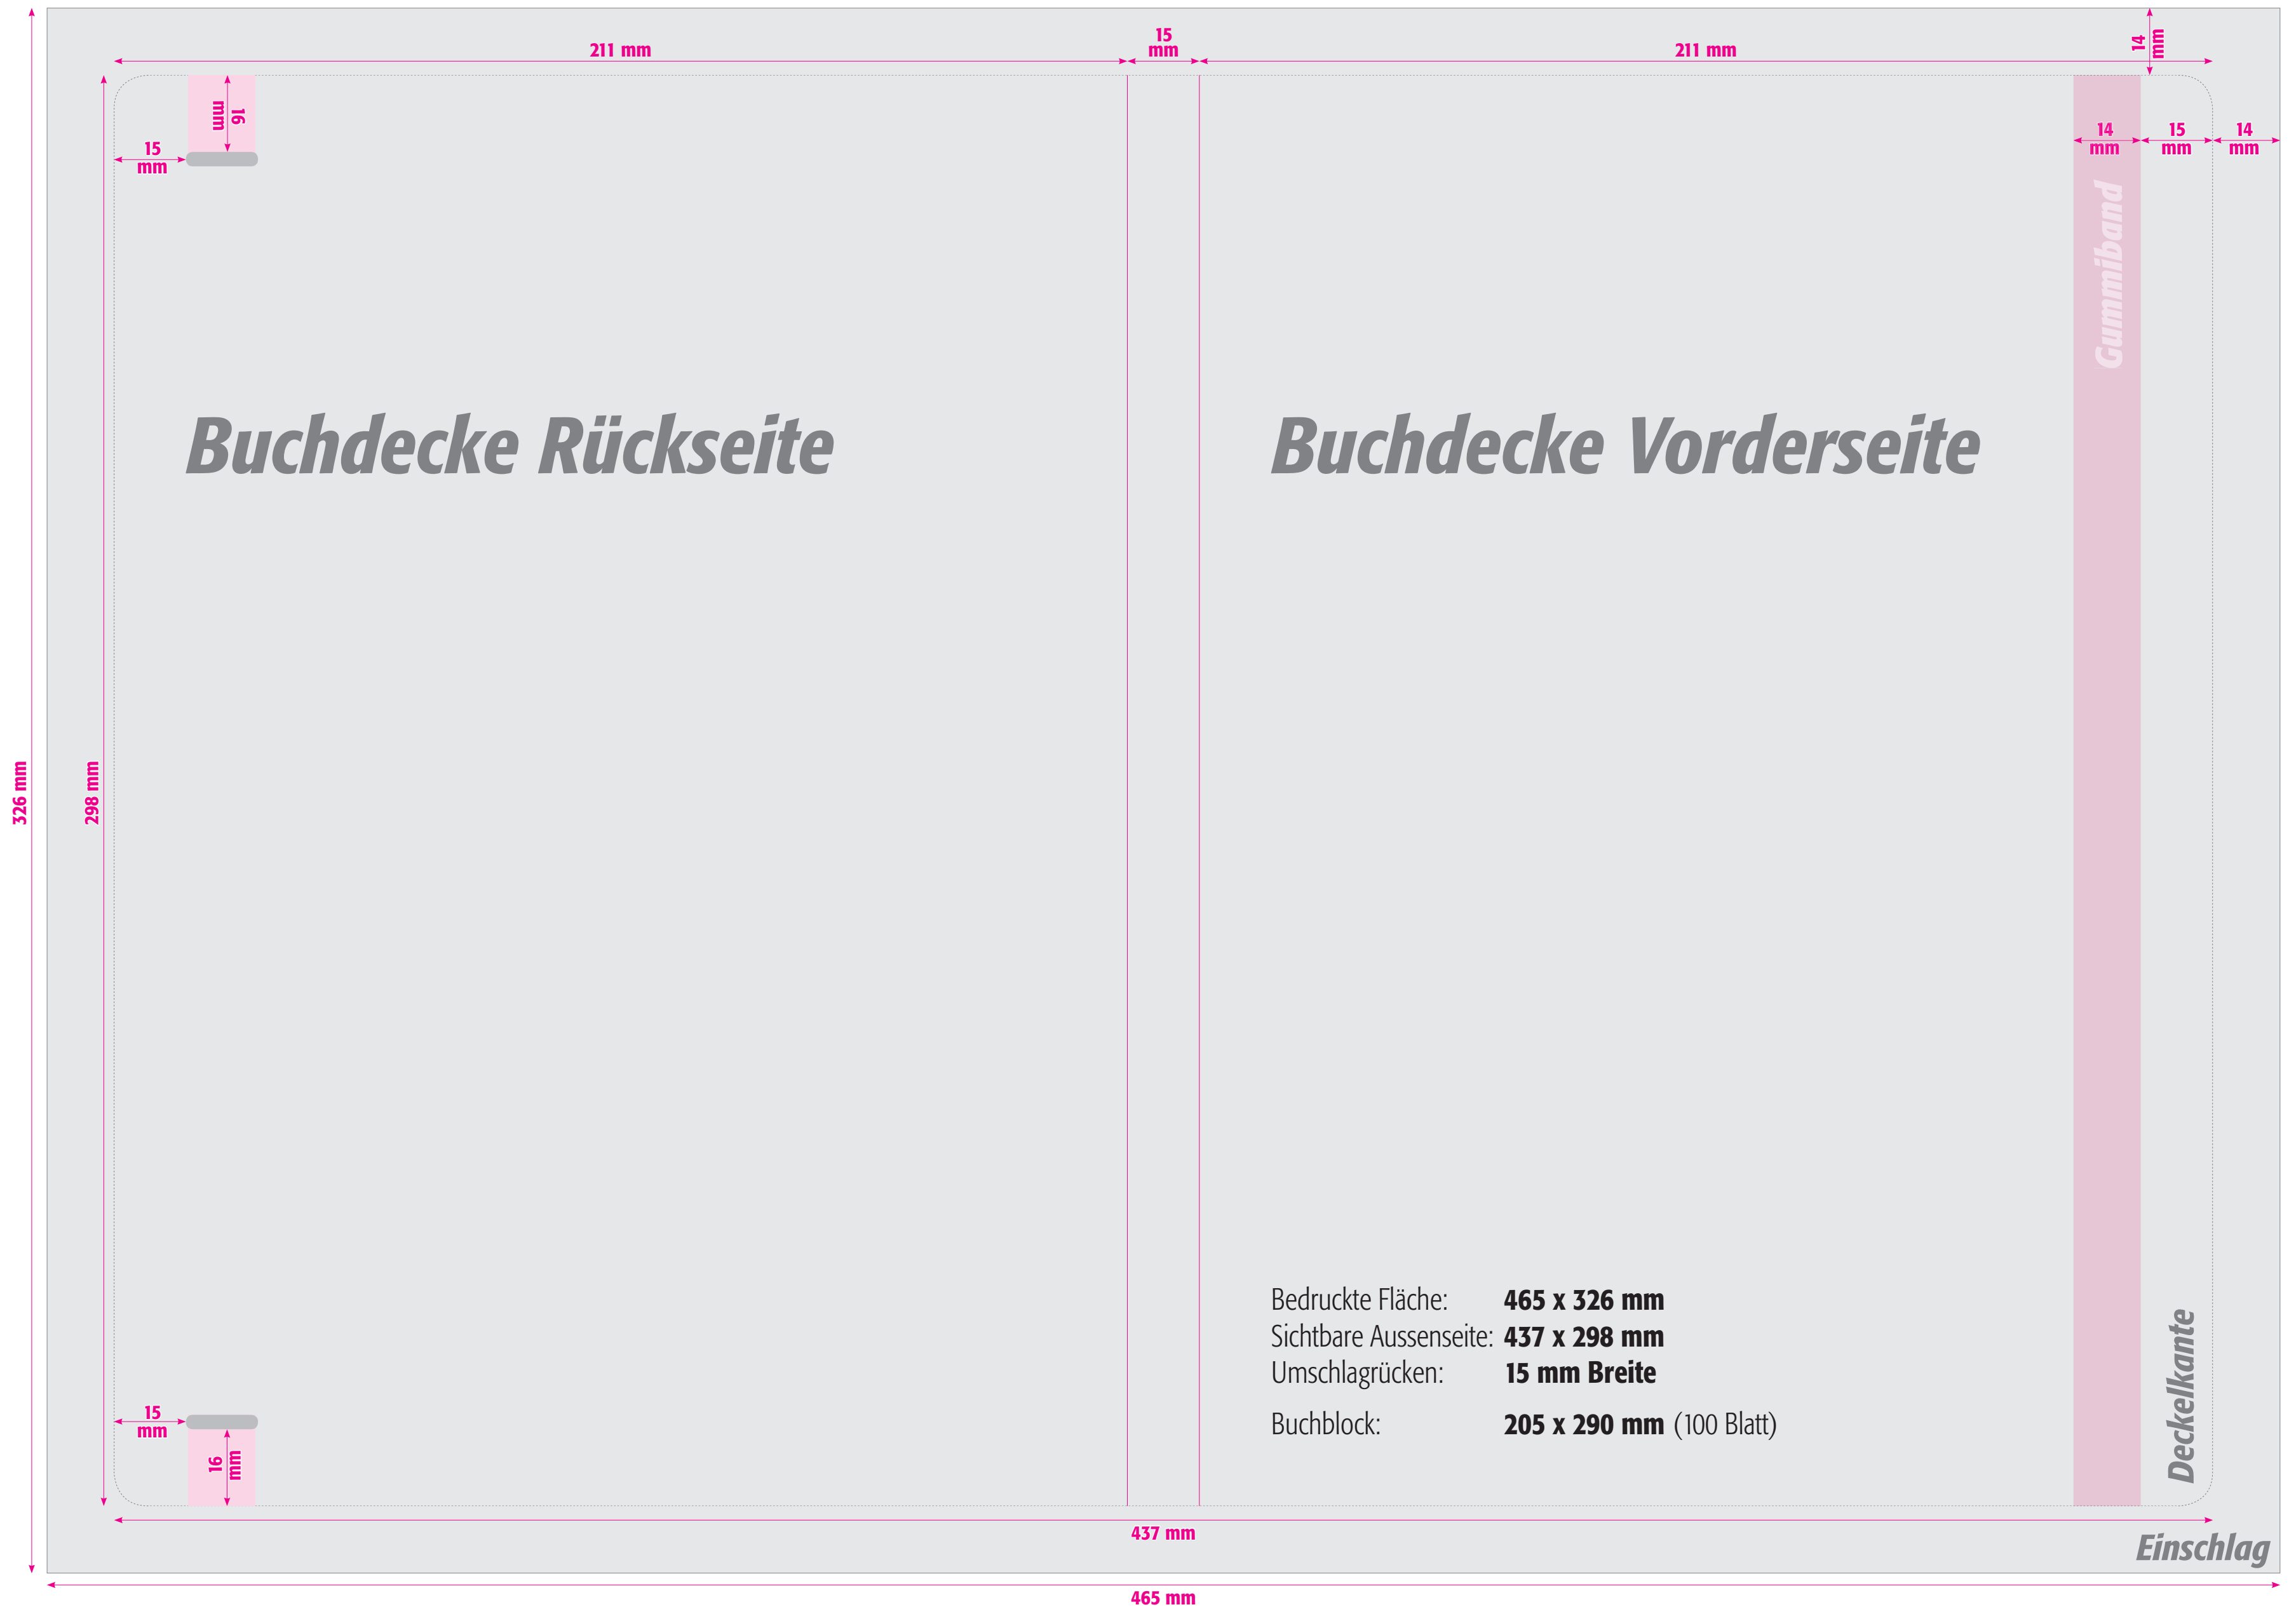 211 mm
15
mm
211 mm
14
mm
16
mm
15
mm
14
mm
15
mm
14
mm
Gummiband
Buchdecke Rückseite
Buchdecke Vorderseite
326 mm
298 mm
Bedruckte Fläche: 465 x 326 mm
Sichtbare Aussenseite: 437 x 298 mm
Umschlagrücken: 15 mm Breite
Buchblock: 205 x 290 mm (100 Blatt)
Deckelkante
15
mm
16
mm
437 mm
Einschlag
465 mm